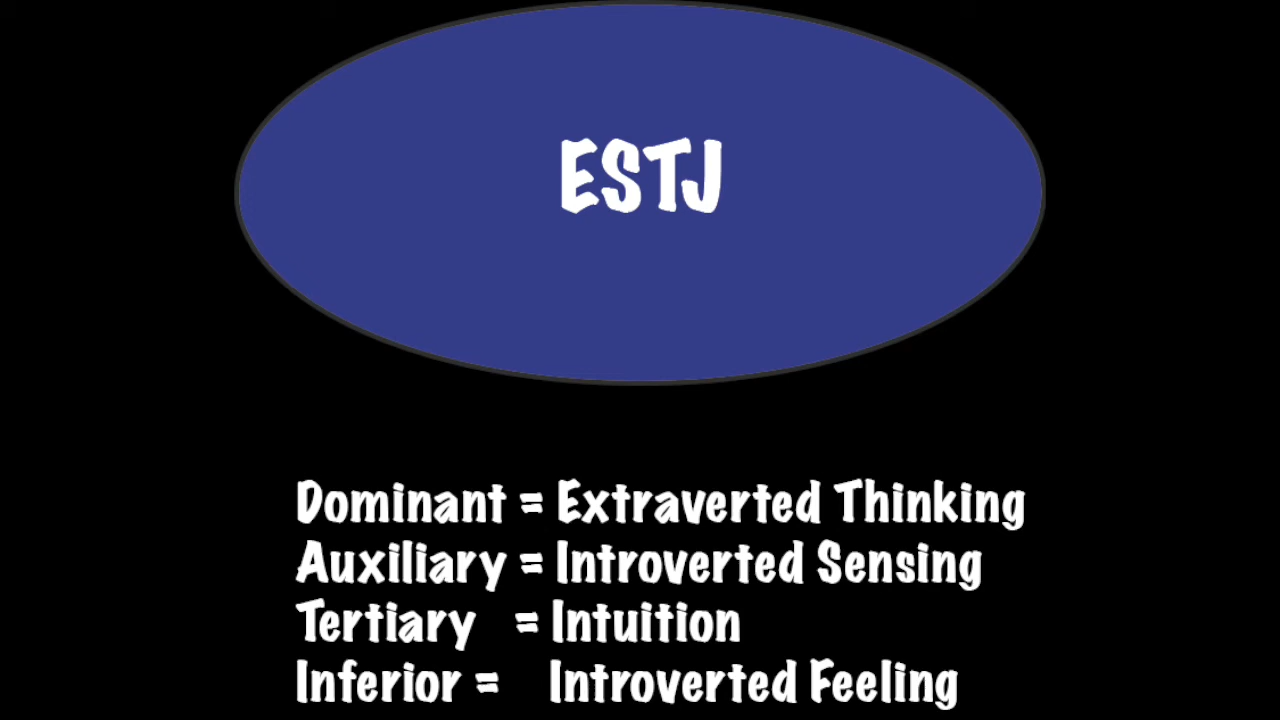 ESTJ
Dominant = Extraverted Thinking
Auxiliary = Introverted Sensing
Tertiary = Intuition
Inferior = Introverted Feeling